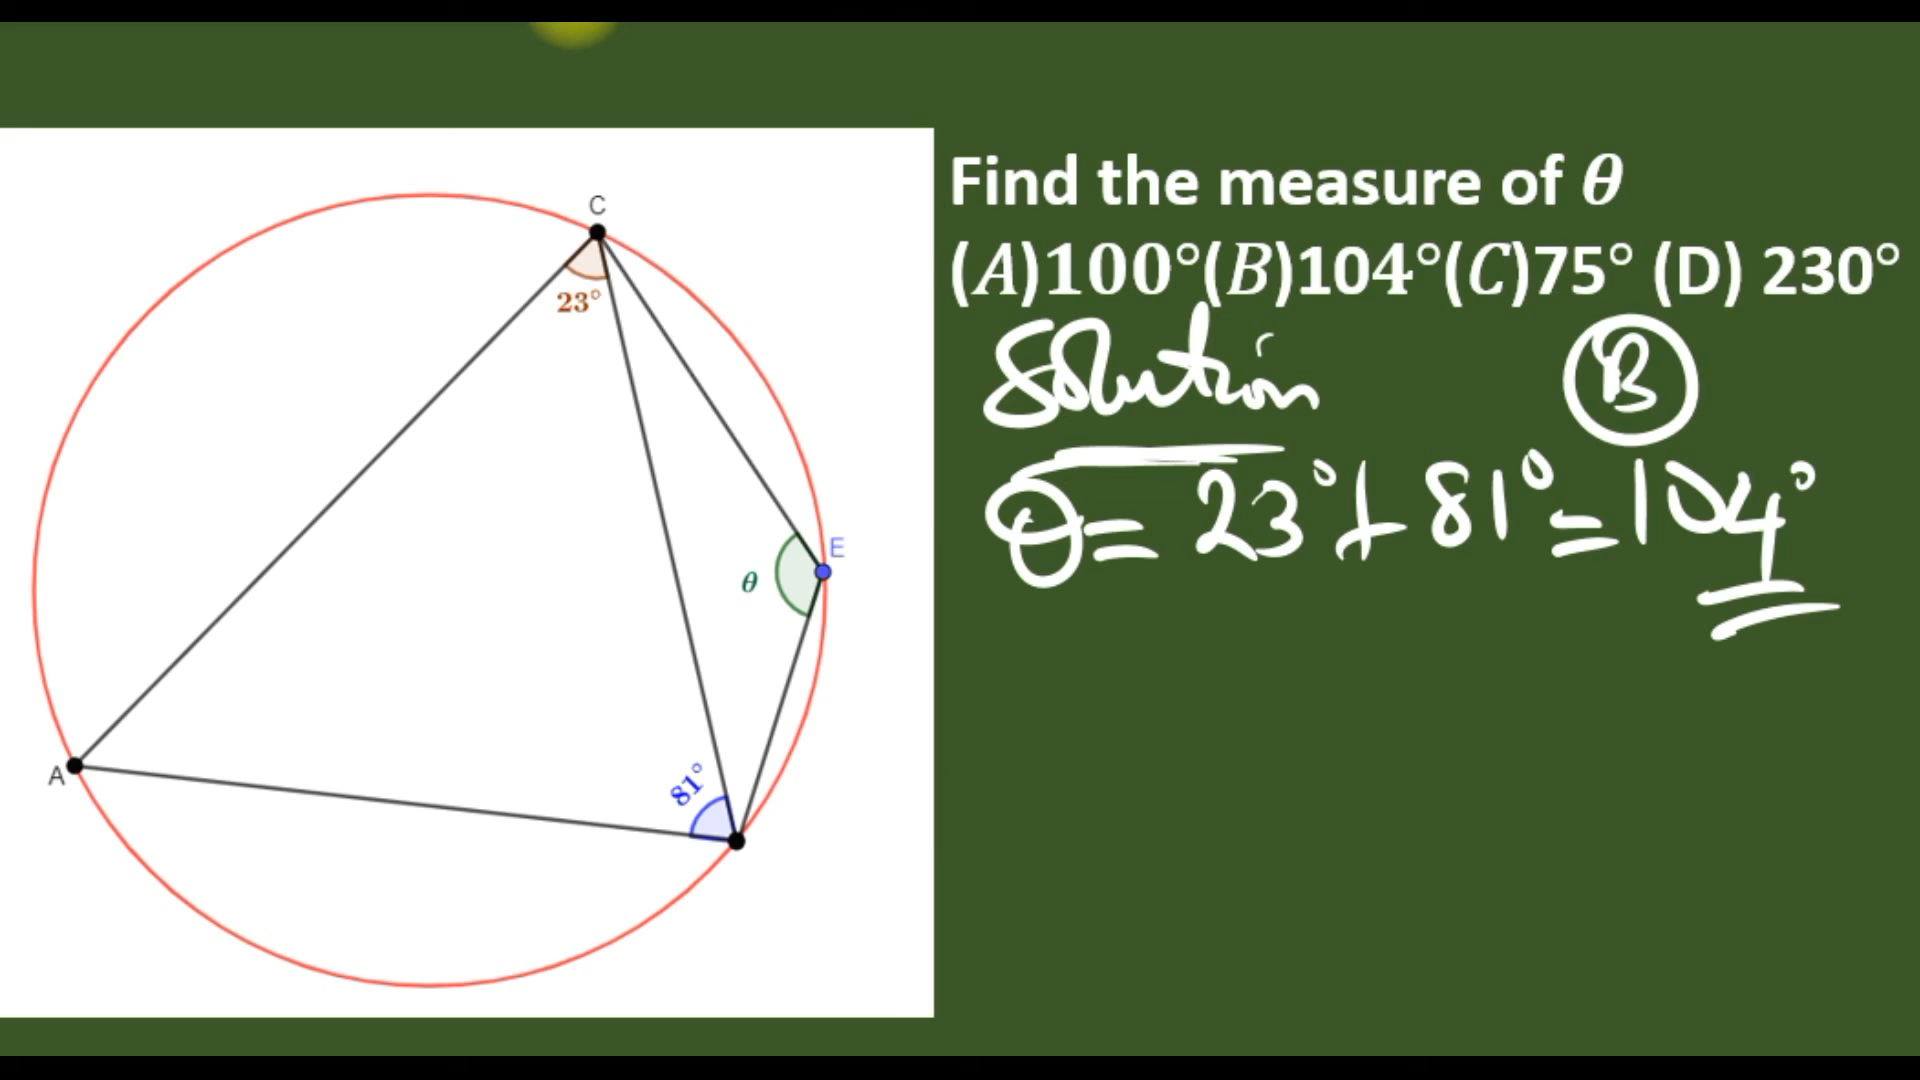 C
23°
E
θ
A
81°
Find the measure of θ
(A)100°(B)104°(C)75° (D) 230°
Solution
B
θ = 23° + 81° = 104°